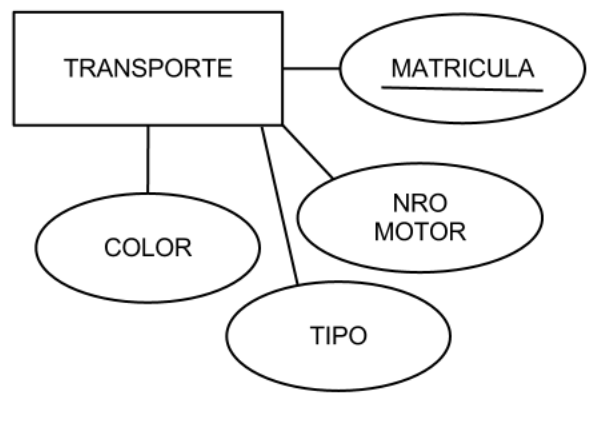 TRANSPORTE
MATRICULA
NRO
MOTOR
COLOR
TIPO